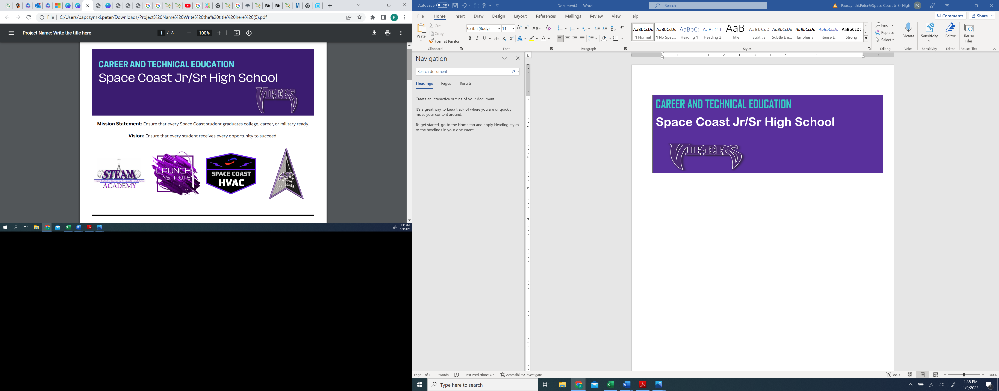 File C:/Users/papczynski.peter/Downloads/Project%20Name%20Write%20the%20title%20here%20(5).pdf
Project Name: Write the title here 1 / 3 100%
CAREER AND TECHNICAL EDUCATION
Space Coast Jr/Sr High School
VIPERS
Mission Statement: Ensure that every Space Coast student graduates college, career, or military ready.
Vision: Ensure that every student receives every opportunity to succeed.
STEAM
Science Technology Engineering Aerospace & Manufacturing
ACADEMY
LAUNCH
INSTITUTE
SPACE COAST
HVAC
FL-20082
1:38 PM
1/9/2023
AutoSave Off Document4 - Word Search Papczynski.Peter@Space Coast Jr Sr High PC
File Home Insert Draw Design Layout References Mailings Review View Help Comments Share
Paste Cut
Copy
Format Painter
Clipboard
Calibri (Body) 11
Font
Paragraph
AaBbCcDc AaBbCcDc AaBbCc AaBbCcC AaB AaBbCcD AaBbCcDa AaBbCcDa AaBbCcDa AaBbCcDc
¶ Normal ¶ No Spac... Heading 1 Heading 2 Title Subtitle Subtle Em... Emphasis Intense E... Strong
Styles
Find
Replace
Select
Editing
Dictate
Voice
Sensitivity
Sensitivity
Editor
Editor
Reuse
Files
Reuse Files
Navigation
Search document
Headings Pages Results
Create an interactive outline of your document.
It's a great way to keep track of where you are or quickly
move your content around.
To get started, go to the Home tab and apply Heading styles
to the headings in your document.
CAREER AND TECHNICAL EDUCATION
Space Coast Jr/Sr High School
VIPERS
Page 1 of 1 9 words Text Predictions: On Accessibility: Investigate Focus 100%
Type here to search
1:38 PM
1/9/2023
1